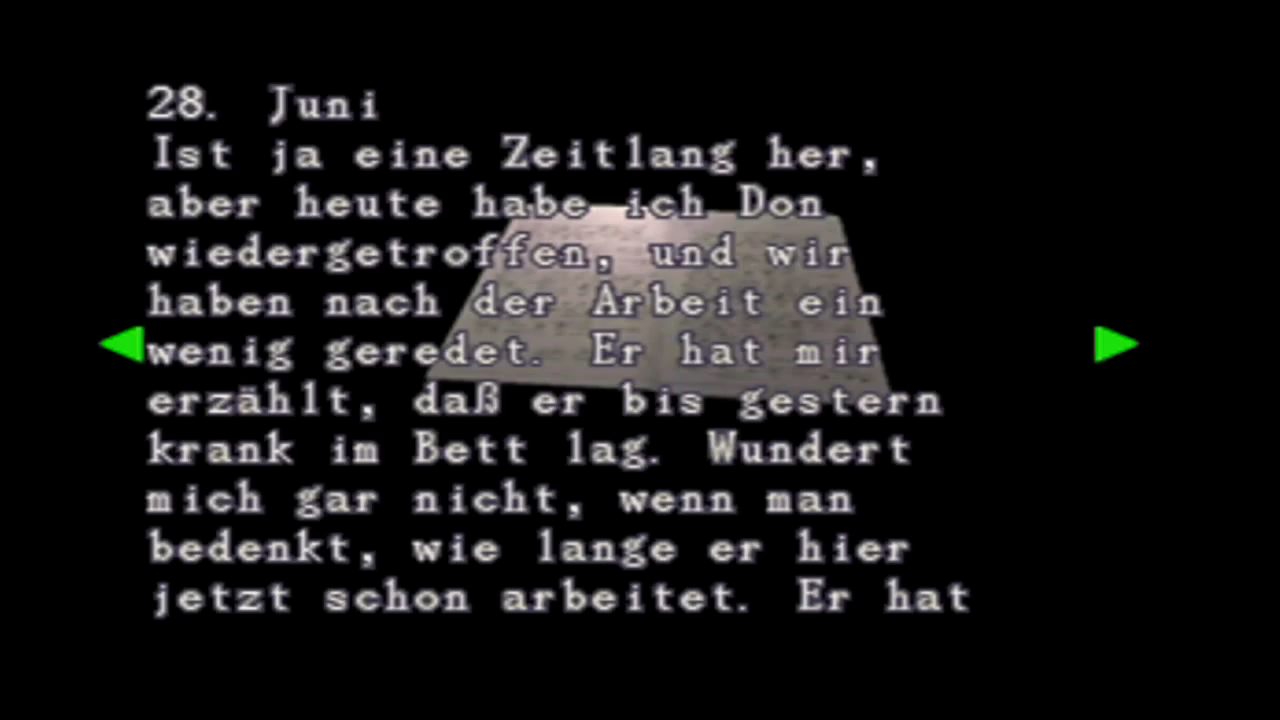 28. Juni
Ist ja eine Zeitlang her,
aber heute habe ich Don
wiedergetroffen, und wir
haben nach der Arbeit ein
wenig geredet. Er hat mir
erzählt, daß er bis gestern
krank im Bett lag. Wundert
mich gar nicht, wenn man
bedenkt, wie lange er hier
jetzt schon arbeitet. Er hat